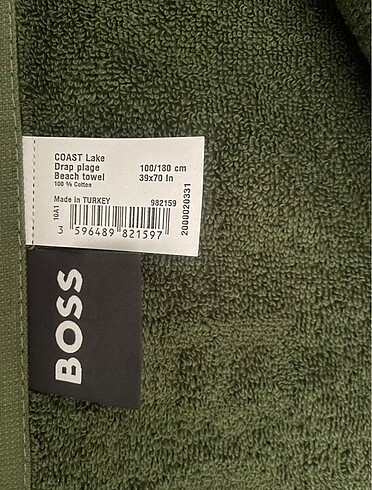 COAST Lake
Drap plage 100/180 cm
Beach towel 39x70 In
100 % Cotton
Made in TURKEY 982159
10A1
3 596489 821597
2000020331
BOSS